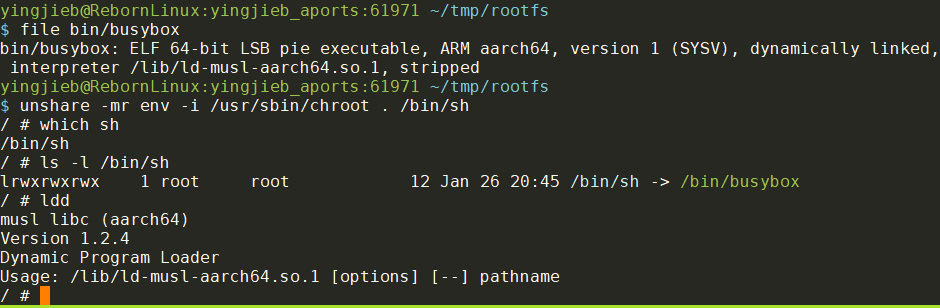 yingjieb@RebornLinux:yingjieb_aports:61971 ~/tmp/rootfs
$ file bin/busybox
bin/busybox: ELF 64-bit LSB pie executable, ARM aarch64, version 1 (SYSV), dynamically linked,
 interpreter /lib/ld-musl-aarch64.so.1, stripped
yingjieb@RebornLinux:yingjieb_aports:61971 ~/tmp/rootfs
$ unshare -mr env -i /usr/sbin/chroot . /bin/sh
/ # which sh
/bin/sh
/ # ls -l /bin/sh
lrwxrwxrwx    1 root     root            12 Jan 26 20:45 /bin/sh -> /bin/busybox
/ # ldd
musl libc (aarch64)
Version 1.2.4
Dynamic Program Loader
Usage: /lib/ld-musl-aarch64.so.1 [options] [--] pathname
/ #